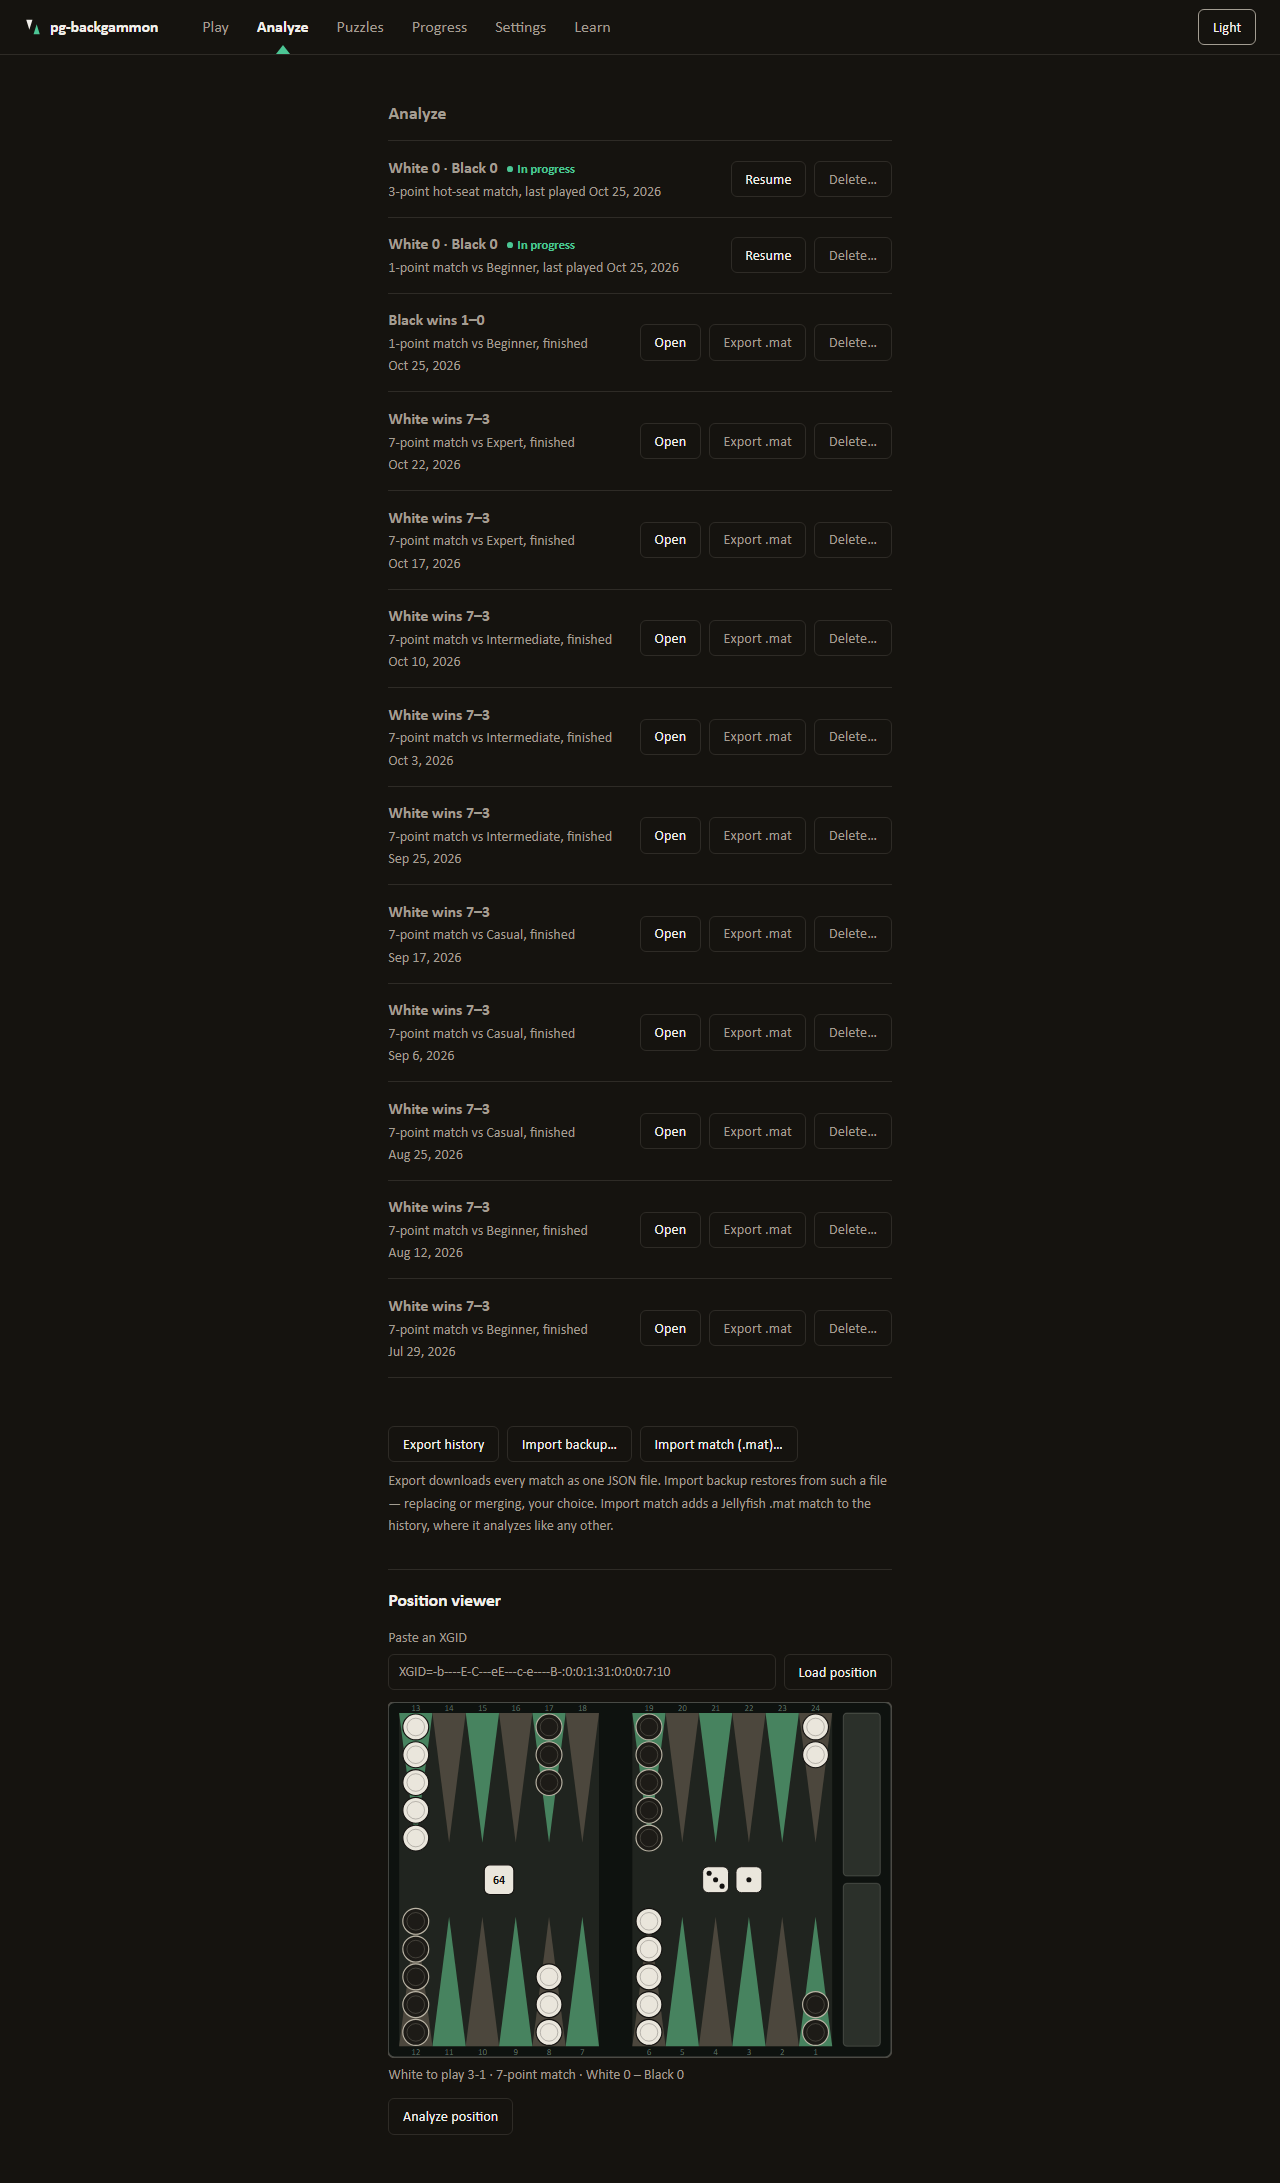 pg-backgammon Play Analyze Puzzles Progress Settings Learn Light
Analyze
White 0 · Black 0 In progress
3-point hot-seat match, last played Oct 25, 2026
Resume Delete…
White 0 · Black 0 In progress
1-point match vs Beginner, last played Oct 25, 2026
Resume Delete…
Black wins 1–0
1-point match vs Beginner, finished
Oct 25, 2026
Open Export .mat Delete…
White wins 7–3
7-point match vs Expert, finished
Oct 22, 2026
Open Export .mat Delete…
White wins 7–3
7-point match vs Expert, finished
Oct 17, 2026
Open Export .mat Delete…
White wins 7–3
7-point match vs Intermediate, finished
Oct 10, 2026
Open Export .mat Delete…
White wins 7–3
7-point match vs Intermediate, finished
Oct 3, 2026
Open Export .mat Delete…
White wins 7–3
7-point match vs Intermediate, finished
Sep 25, 2026
Open Export .mat Delete…
White wins 7–3
7-point match vs Casual, finished
Sep 17, 2026
Open Export .mat Delete…
White wins 7–3
7-point match vs Casual, finished
Sep 6, 2026
Open Export .mat Delete…
White wins 7–3
7-point match vs Casual, finished
Aug 25, 2026
Open Export .mat Delete…
White wins 7–3
7-point match vs Beginner, finished
Aug 12, 2026
Open Export .mat Delete…
White wins 7–3
7-point match vs Beginner, finished
Jul 29, 2026
Open Export .mat Delete…
Export history Import backup… Import match (.mat)…
Export downloads every match as one JSON file. Import backup restores from such a file
— replacing or merging, your choice. Import match adds a Jellyfish .mat match to the
history, where it analyzes like any other.
Position viewer
Paste an XGID
XGID=-b----E-C---eE---c-e----B-:0:0:1:31:0:0:0:7:10 Load position
13 14 15 16 17 18 19 20 21 22 23 24
64
12 11 10 9 8 7 6 5 4 3 2 1
White to play 3-1 · 7-point match · White 0 – Black 0
Analyze position